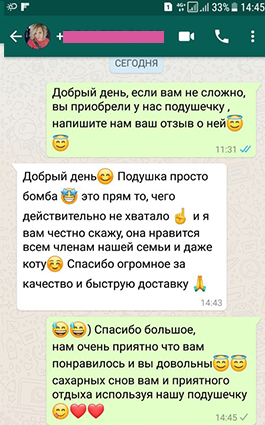 1 4G 33% 14:45
+
СЕГОДНЯ
Добрый день, если вам не сложно,
вы приобрели у нас подушечку ,
напишите нам ваш отзыв о ней😇
😇
11:31
Добрый день😊 Подушка просто
бомба 🤩 это прям то, чего
действительно не хватало ☝ и я
вам честно скажу, она нравится
всем членам нашей семьи и даже
коту☺ Спасибо огромное за
качество и быструю доставку 🙏
14:43
😅😅) Спасибо большое,
нам очень приятно что вам
понравилось и вы довольны😇😇
сахарных снов вам и приятного
отдыха используя нашу подушечку
😊❤❤
14:45